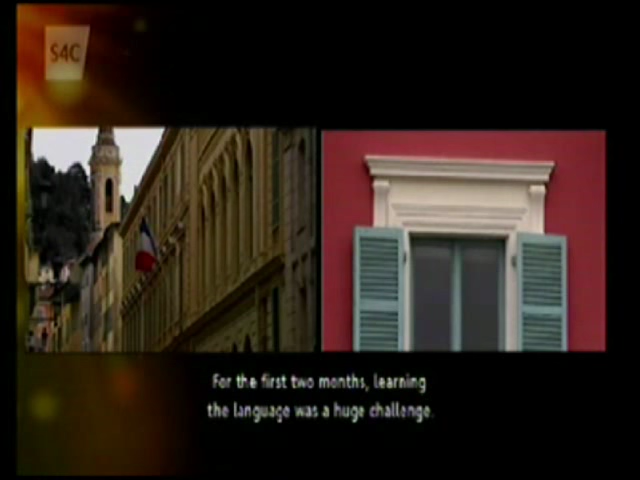 S4C
For the first two months, learning
the language was a huge challenge.